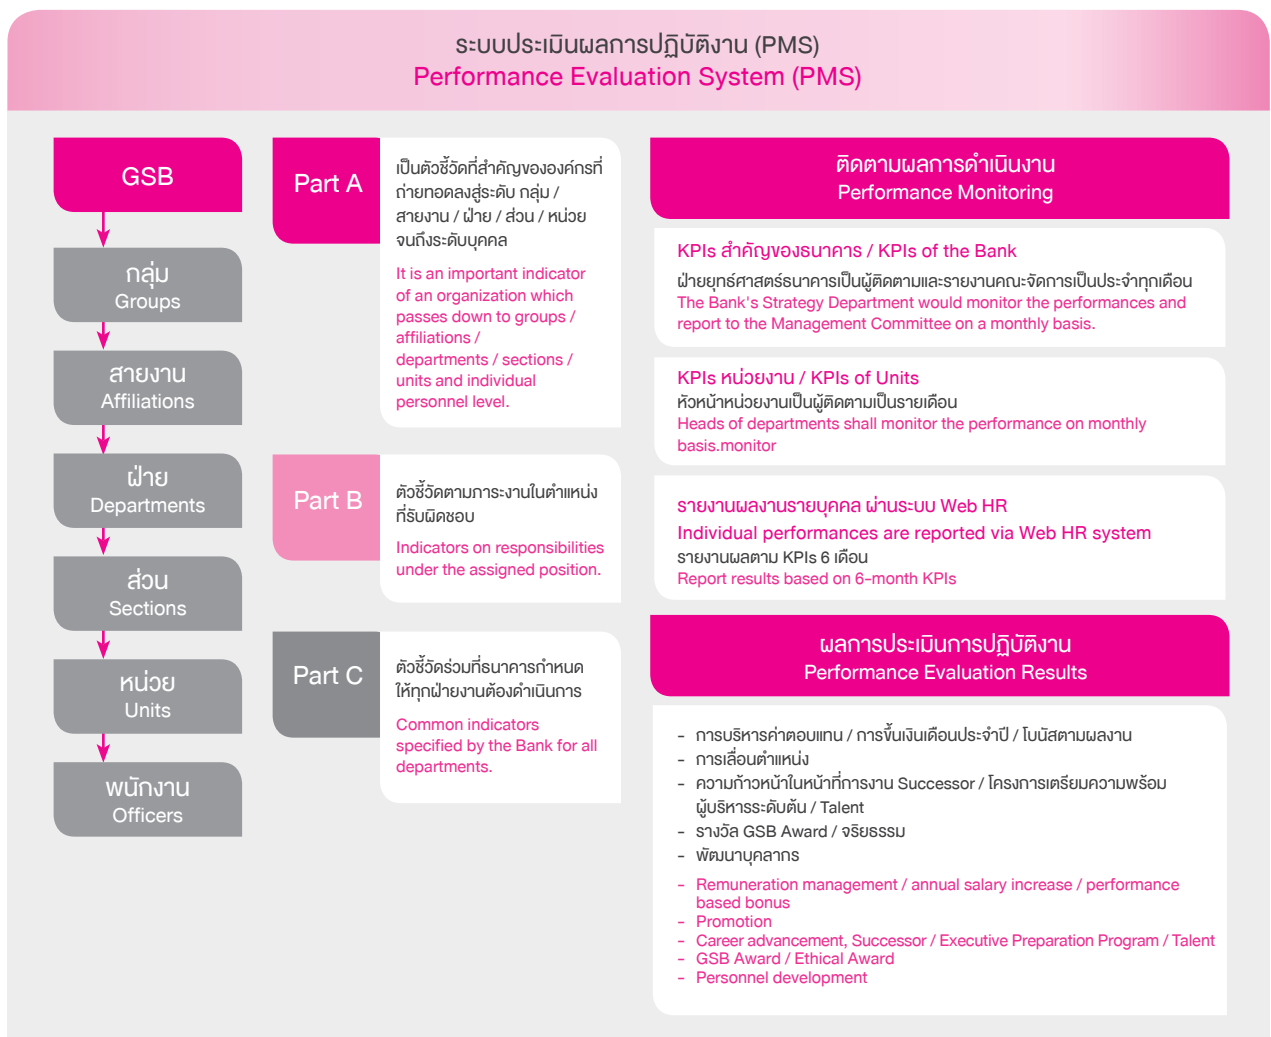 ระบบประเมินผลการปฏิบัติงาน (PMS)
Performance Evaluation System (PMS)
GSB
กลุ่ม
Groups
สายงาน
Affiliations
ฝ่าย
Departments
ส่วน
Sections
หน่วย
Units
พนักงาน
Officers
Part A
เป็นตัวชี้วัดที่สำคัญขององค์กรที่
ถ่ายทอดลงสู่ระดับ กลุ่ม /
สายงาน / ฝ่าย / ส่วน / หน่วย
จนถึงระดับบุคคล
It is an important indicator
of an organization which
passes down to groups /
affiliations /
departments / sections /
units and individual
personnel level.
Part B
ตัวชี้วัดตามภาระงานในตำแหน่ง
ที่รับผิดชอบ
Indicators on responsibilities
under the assigned position.
Part C
ตัวชี้วัดร่วมที่ธนาคารกำหนด
ให้ทุกฝ่ายงานต้องดำเนินการ
Common indicators
specified by the Bank for all
departments.
ติดตามผลการดำเนินงาน
Performance Monitoring
KPIs สำคัญของธนาคาร / KPIs of the Bank
ฝ่ายยุทธ์ศาสตร์ธนาคารเป็นผู้ติดตามและรายงานคณะจัดการเป็นประจำทุกเดือน
The Bank's Strategy Department would monitor the performances and
report to the Management Committee on a monthly basis.
KPIs หน่วยงาน / KPIs of Units
หัวหน้าหน่วยงานเป็นผู้ติดตามเป็นรายเดือน
Heads of departments shall monitor the performance on monthly
basis.monitor
รายงานผลงานรายบุคคล ผ่านระบบ Web HR
Individual performances are reported via Web HR system
รายงานผลตาม KPIs 6 เดือน
Report results based on 6-month KPIs
ผลการประเมินการปฏิบัติงาน
Performance Evaluation Results
- การบริหารค่าตอบแทน / การขึ้นเงินเดือนประจำปี / โบนัสตามผลงาน
- การเลื่อนตำแหน่ง
- ความก้าวหน้าในหน้าที่การงาน Successor / โครงการเตรียมความพร้อม
ผู้บริหารระดับต้น / Talent
- รางวัล GSB Award / จริยธรรม
- พัฒนาบุคลากร
- Remuneration management / annual salary increase / performance
based bonus
- Promotion
- Career advancement, Successor / Executive Preparation Program / Talent
- GSB Award / Ethical Award
- Personnel development